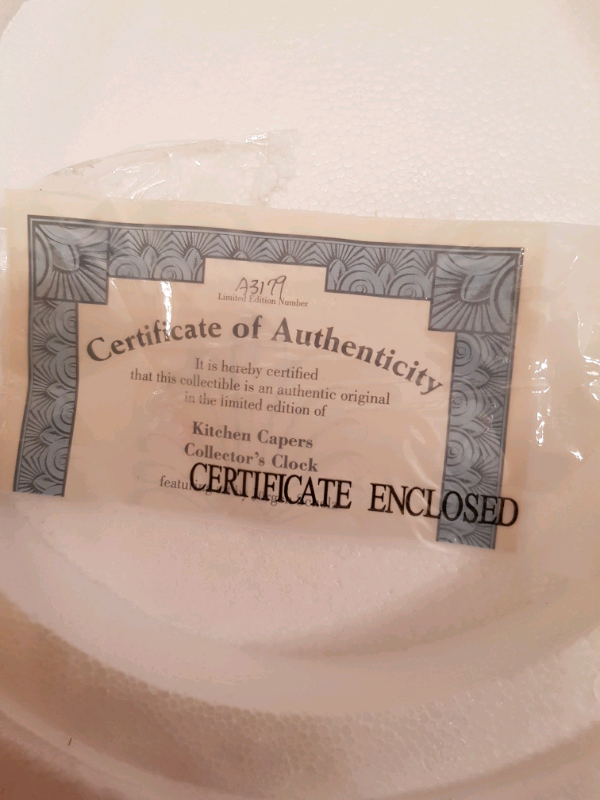 A3179
Limited Edition Number
Certificate of Authenticity
It is hereby certified
that this collectible is an authentic original
in the limited edition of
Kitchen Capers
Collector's Clock
CERTIFICATE ENCLOSED